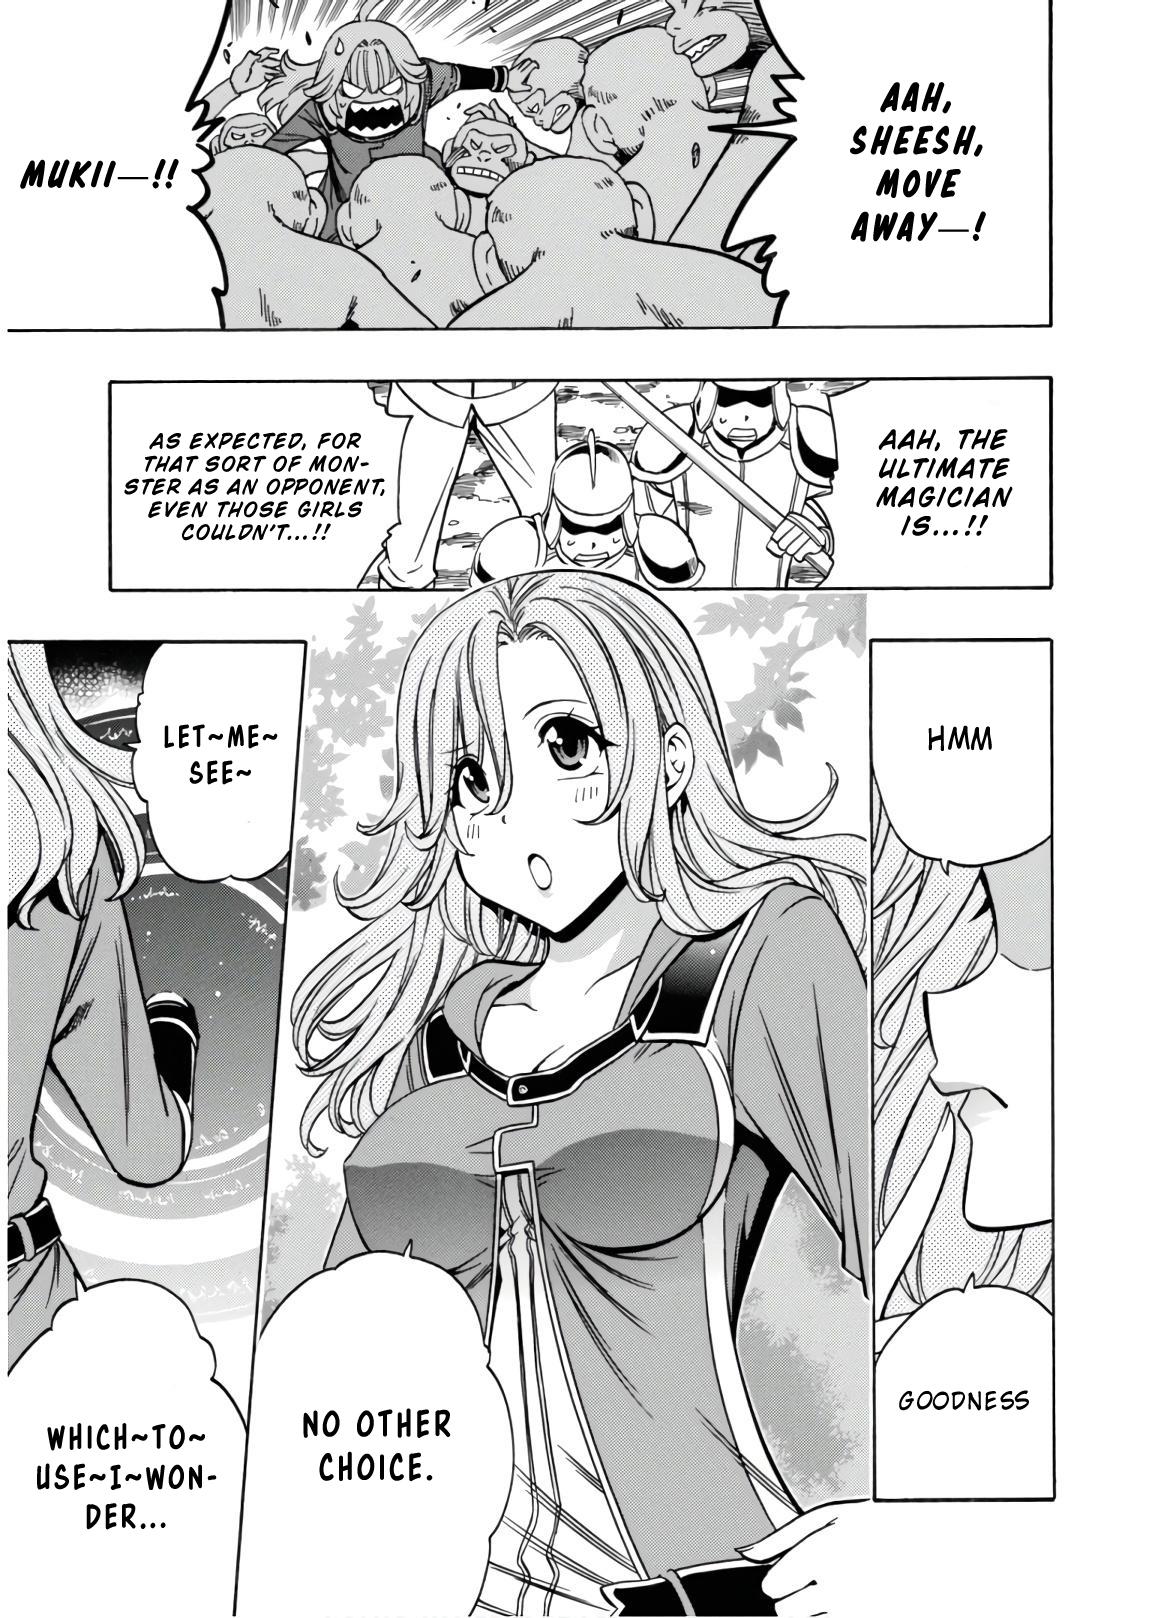 AAH,
SHEESH,
MOVE
AWAY—!
MUKII—!!
AAH, THE
ULTIMATE
MAGICIAN
IS...!!
AS EXPECTED, FOR
THAT SORT OF MON-
STER AS AN OPPONENT,
EVEN THOSE GIRLS
COULDN'T...!!
HMM
GOODNESS
NO OTHER
CHOICE.
LET~ME~
SEE~
WHICH~TO~
USE~I~WON-
DER...